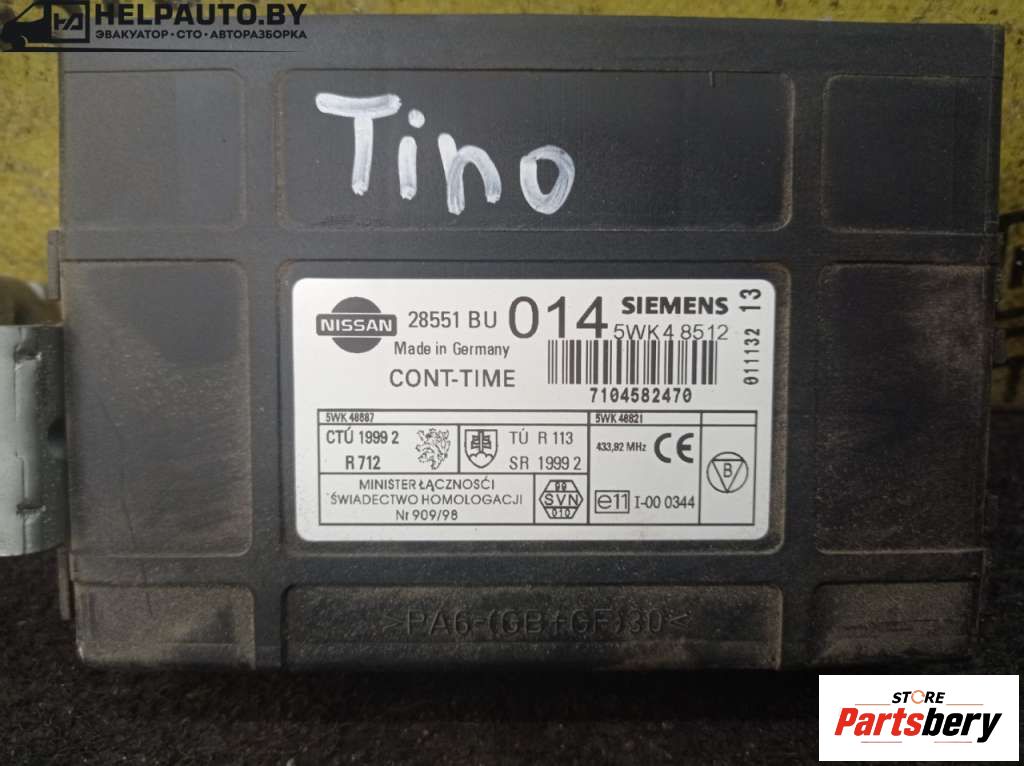 HELPAUTO.BY
ЭВАКУАТОР · СТО · АВТОРАЗБОРКА
Tino
NISSAN 28551 BU 014 SIEMENS
5WK4 8512
Made in Germany
CONT-TIME
7104582470
011132 13
5WK 48687
CTÚ 1999 2
R 712
TÚ R 113
SR 1999 2
MINISTER ŁĄCZNOSĆI
ŚWIADECTWO HOMOLOGACJI
Nr 909/98
SVN
010
5WK 48821
433,92 MHz CE
e11 I-00 0344
B
>PA6-(GB+GF)30<
STORE
Partsbery